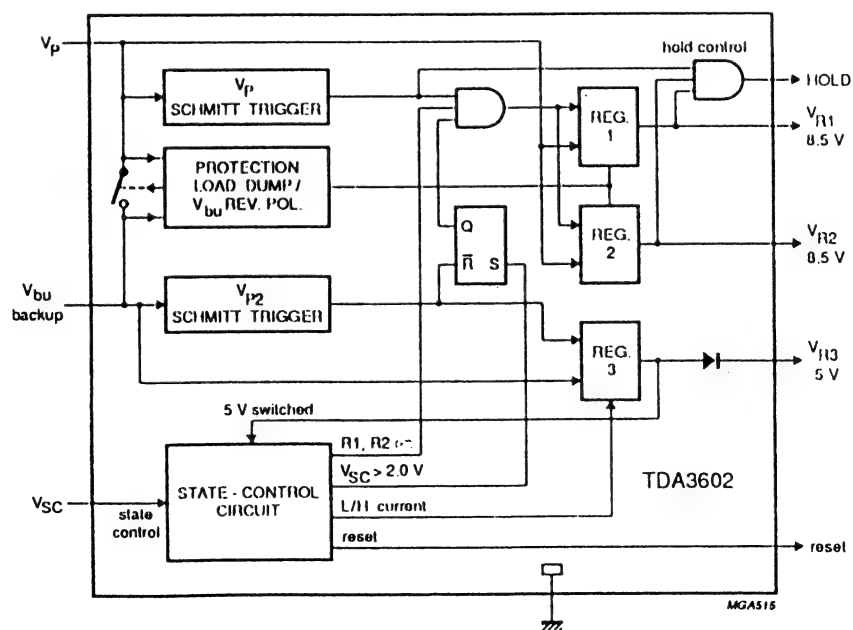 hold control
V_P
HOLD
V_P
SCHMITT TRIGGER
REG.
1
V_R1
8.5 V
PROTECTION
LOAD DUMP /
V_bu REV. POL.
Q
R̅ S
REG.
2
V_R2
8.5 V
V_bu
backup
V_P2
SCHMITT TRIGGER
REG.
3
V_R3
5 V
5 V switched
R1, R2
V_SC > 2.0 V
TDA3602
V_SC
state
control
STATE - CONTROL
CIRCUIT
L/H current
reset
reset
MGA515